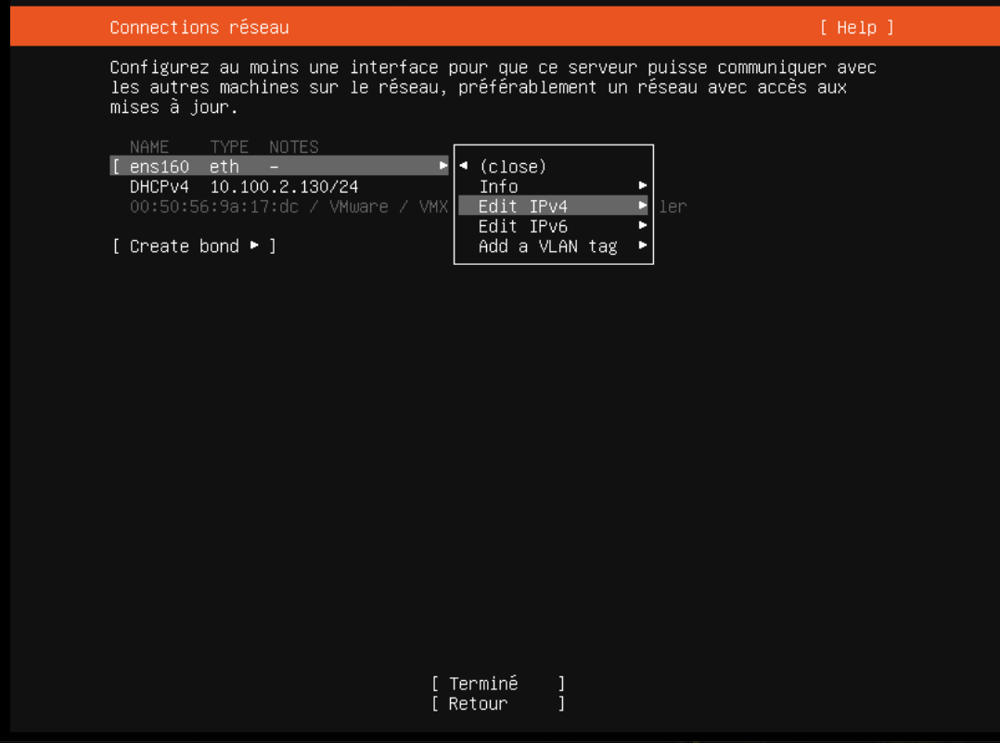 Connections réseau [ Help ]
Configurez au moins une interface pour que ce serveur puisse communiquer avec
les autres machines sur le réseau, préférablement un réseau avec accès aux
mises à jour.
NAME TYPE NOTES
[ ens160 eth – ▸ ◂ (close)
DHCPv4 10.100.2.130/24 Info ▸
00:50:56:9a:17:dc / VMware / VMX Edit IPv4 ▸ ler
Edit IPv6 ▸
[ Create bond ▸ ] Add a VLAN tag ▸
[ Terminé ]
[ Retour ]